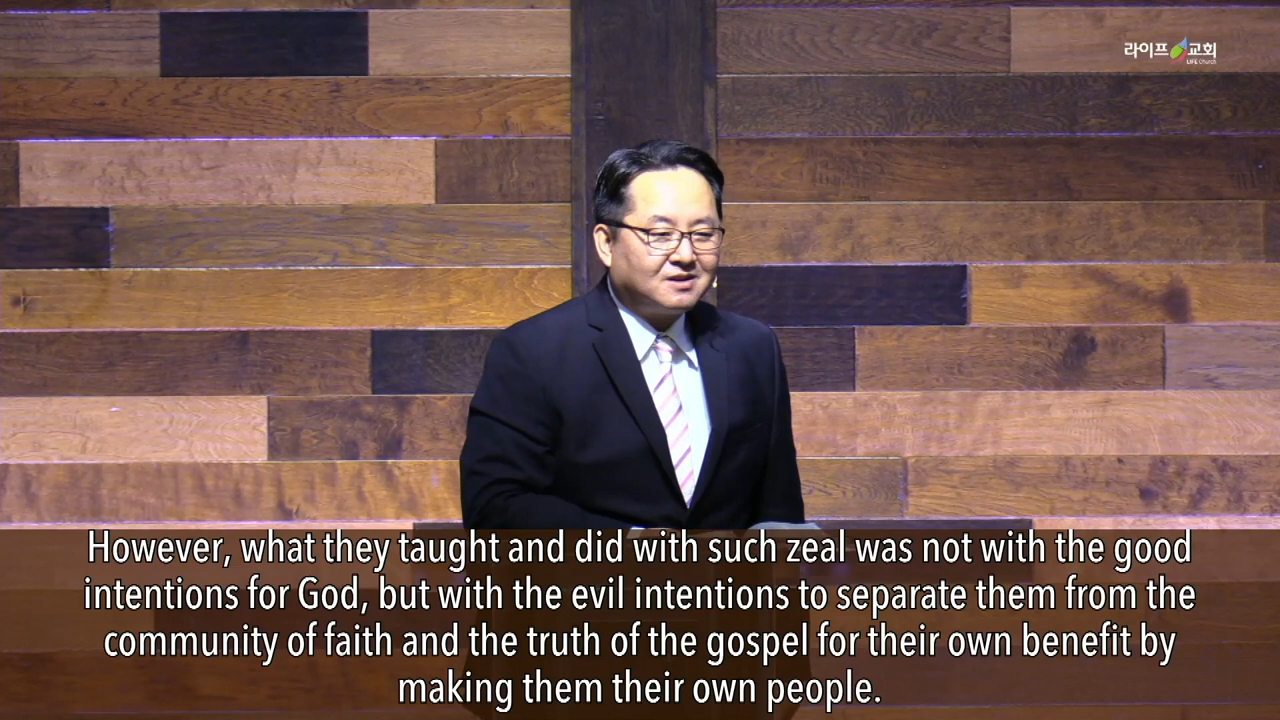 라이프 교회
LIFE Church
However, what they taught and did with such zeal was not with the good
intentions for God, but with the evil intentions to separate them from the
community of faith and the truth of the gospel for their own benefit by
making them their own people.